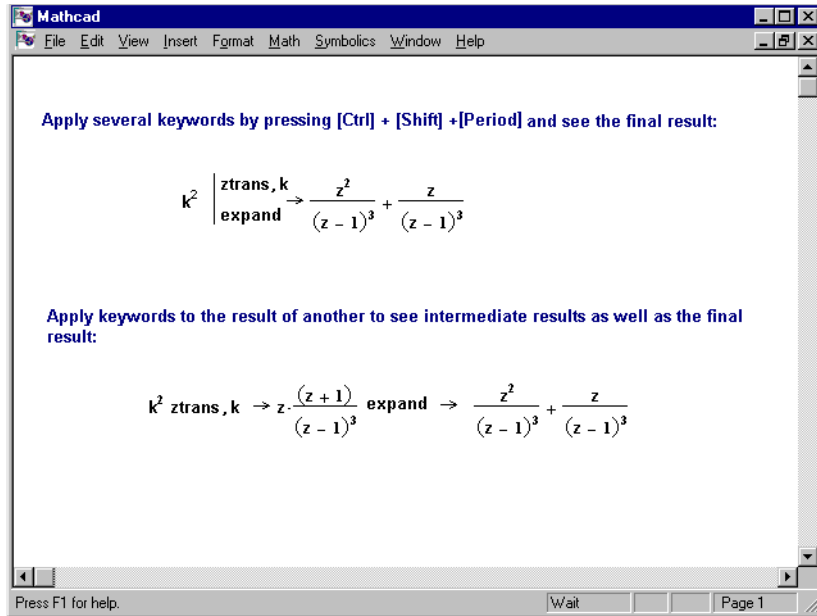 Mathcad
File Edit View Insert Format Math Symbolics Window Help
Apply several keywords by pressing [Ctrl] + [Shift] +[Period] and see the final result:
k² | ztrans , k
expand → z²/(z − 1)³ + z/(z − 1)³
Apply keywords to the result of another to see intermediate results as well as the final
result:
k² ztrans , k → z·(z + 1)/(z − 1)³ expand → z²/(z − 1)³ + z/(z − 1)³
Press F1 for help. Wait Page 1